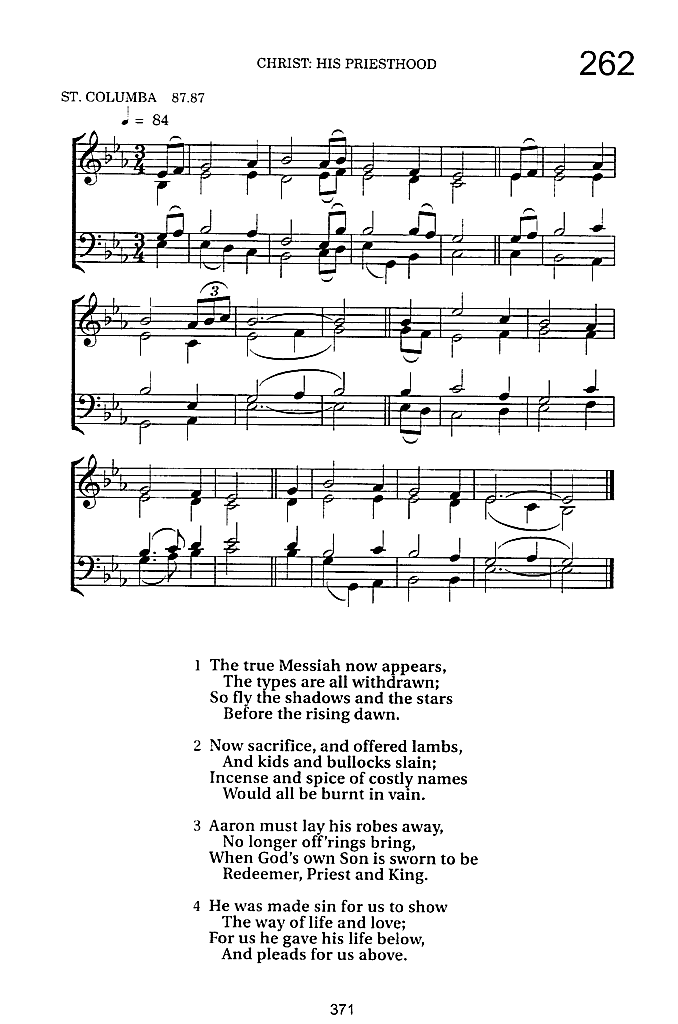 CHRIST: HIS PRIESTHOOD
262
ST. COLUMBA 87.87
♩ = 84
3
4
3
4
3
1 The true Messiah now appears,
The types are all withdrawn;
So fly the shadows and the stars
Before the rising dawn.
2 Now sacrifice, and offered lambs,
And kids and bullocks slain;
Incense and spice of costly names
Would all be burnt in vain.
3 Aaron must lay his robes away,
No longer off'rings bring,
When God's own Son is sworn to be
Redeemer, Priest and King.
4 He was made sin for us to show
The way of life and love;
For us he gave his life below,
And pleads for us above.
371